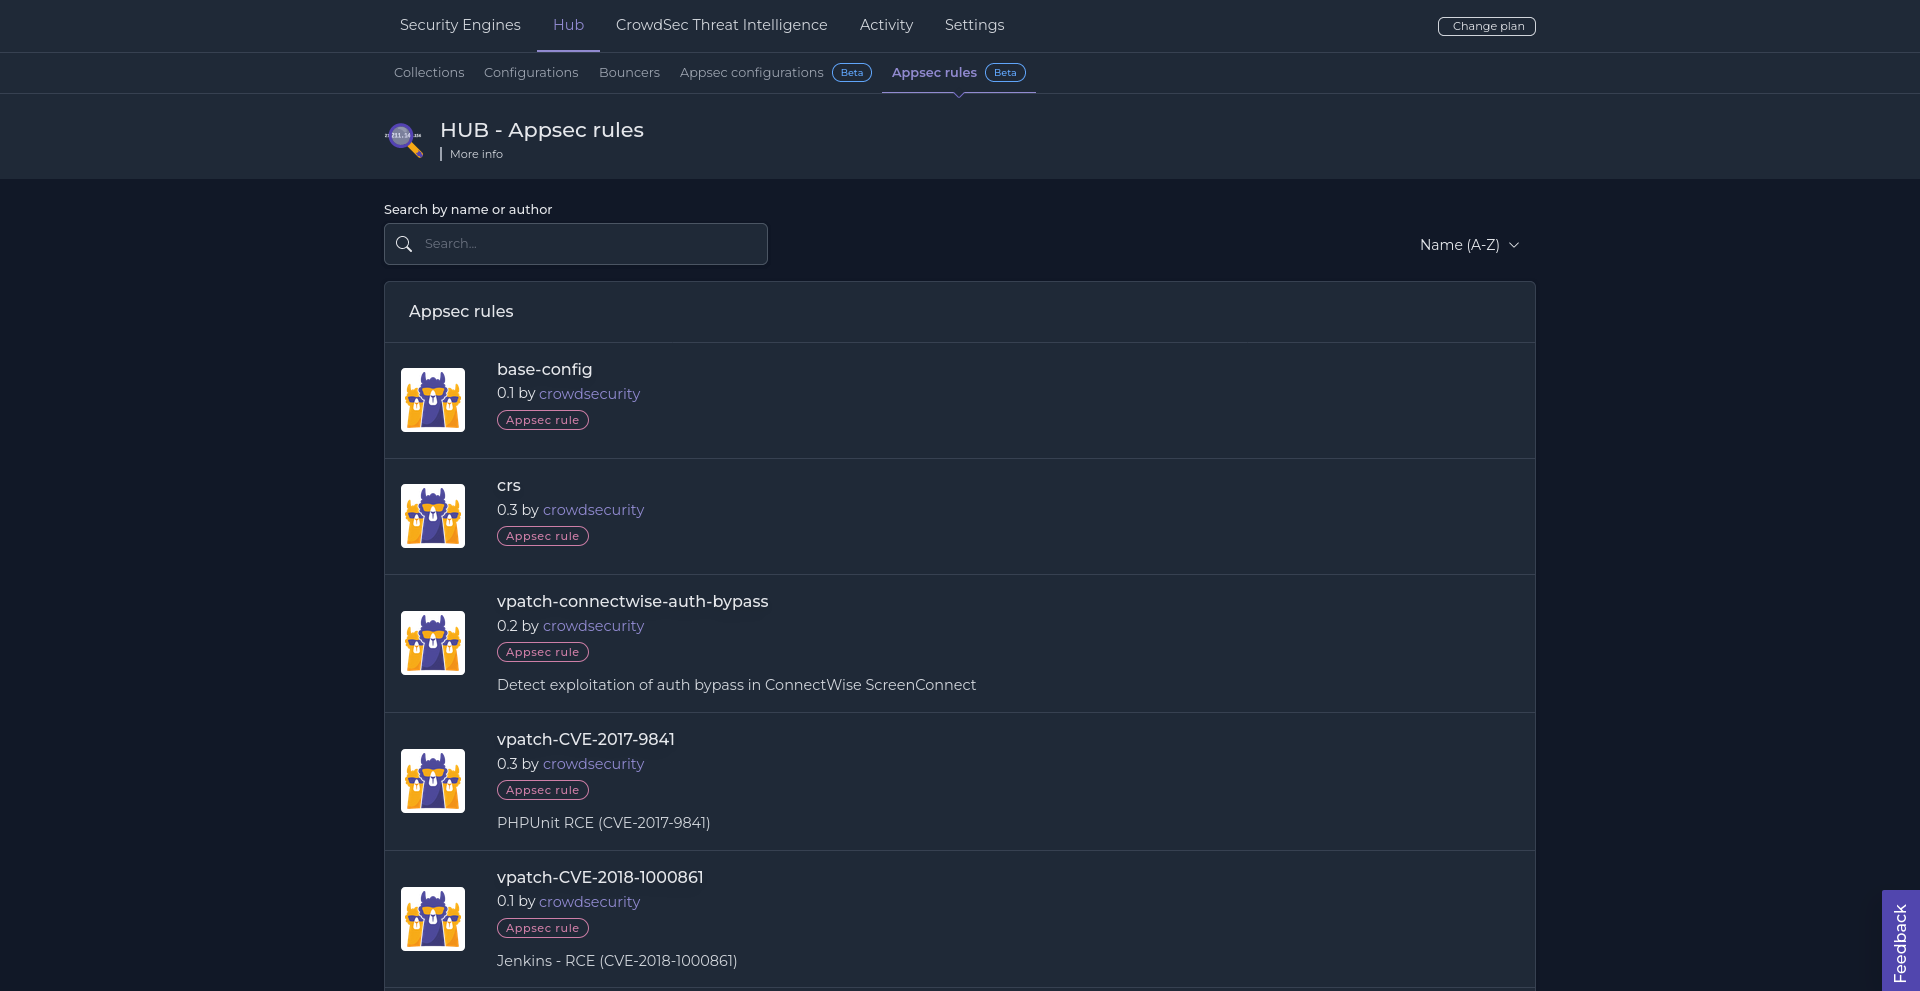 Security Engines Hub CrowdSec Threat Intelligence Activity Settings Change plan
Collections Configurations Bouncers Appsec configurations Beta Appsec rules Beta
HUB - Appsec rules
More info
Search by name or author
Search...
Name (A-Z)
Appsec rules
base-config
0.1 by crowdsecurity
Appsec rule
crs
0.3 by crowdsecurity
Appsec rule
vpatch-connectwise-auth-bypass
0.2 by crowdsecurity
Appsec rule
Detect exploitation of auth bypass in ConnectWise ScreenConnect
vpatch-CVE-2017-9841
0.3 by crowdsecurity
Appsec rule
PHPUnit RCE (CVE-2017-9841)
vpatch-CVE-2018-1000861
0.1 by crowdsecurity
Appsec rule
Jenkins - RCE (CVE-2018-1000861)
Feedback